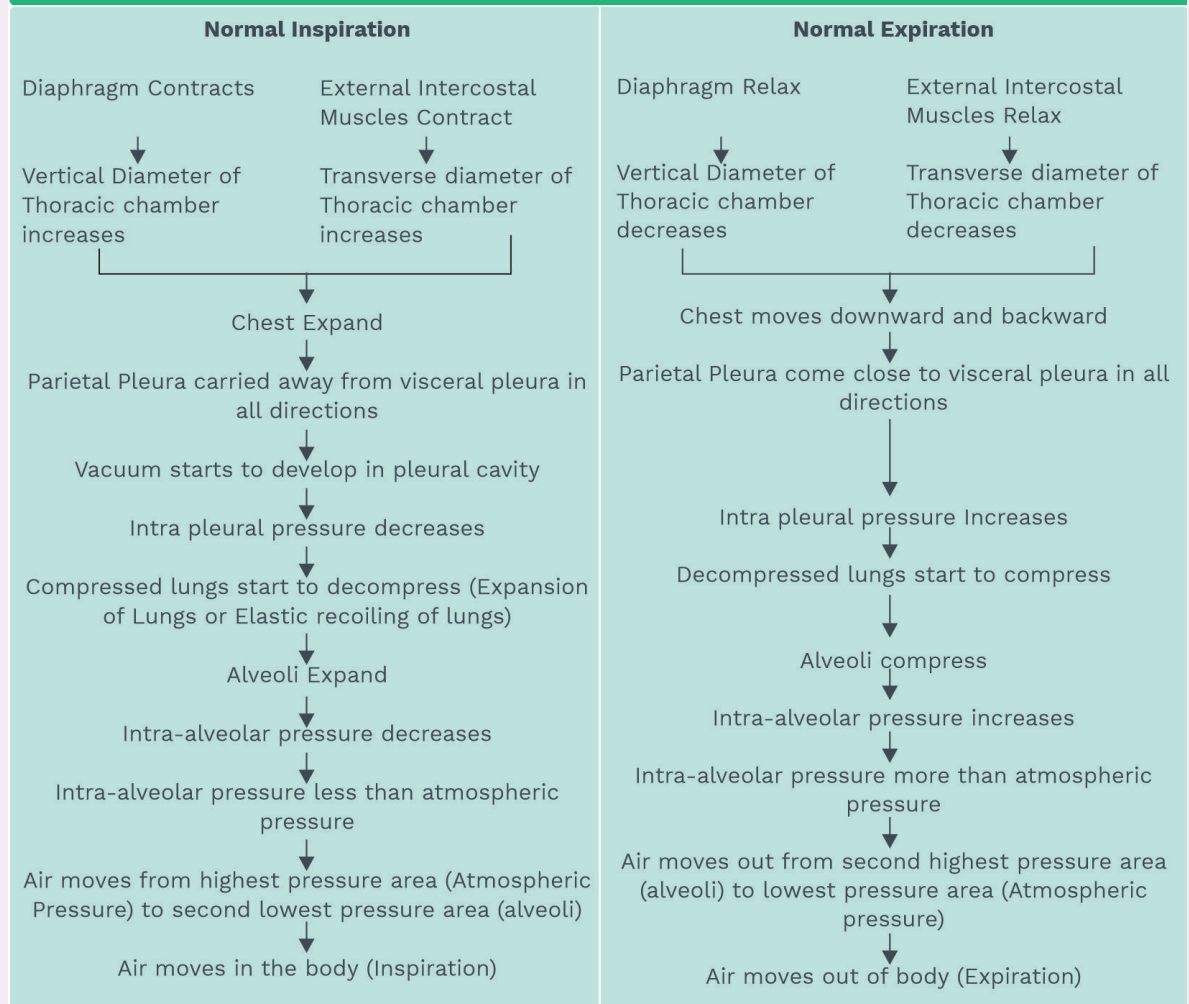 Normal Inspiration
Diaphragm Contracts
External Intercostal
Muscles Contract
Vertical Diameter of
Thoracic chamber
increases
Transverse diameter of
Thoracic chamber
increases
Chest Expand
Parietal Pleura carried away from visceral pleura in
all directions
Vacuum starts to develop in pleural cavity
Intra pleural pressure decreases
Compressed lungs start to decompress (Expansion
of Lungs or Elastic recoiling of lungs)
Alveoli Expand
Intra-alveolar pressure decreases
Intra-alveolar pressure less than atmospheric
pressure
Air moves from highest pressure area (Atmospheric
Pressure) to second lowest pressure area (alveoli)
Air moves in the body (Inspiration)
Normal Expiration
Diaphragm Relax
External Intercostal
Muscles Relax
Vertical Diameter of
Thoracic chamber
decreases
Transverse diameter of
Thoracic chamber
decreases
Chest moves downward and backward
Parietal Pleura come close to visceral pleura in all
directions
Intra pleural pressure Increases
Decompressed lungs start to compress
Alveoli compress
Intra-alveolar pressure increases
Intra-alveolar pressure more than atmospheric
pressure
Air moves out from second highest pressure area
(alveoli) to lowest pressure area (Atmospheric
pressure)
Air moves out of body (Expiration)